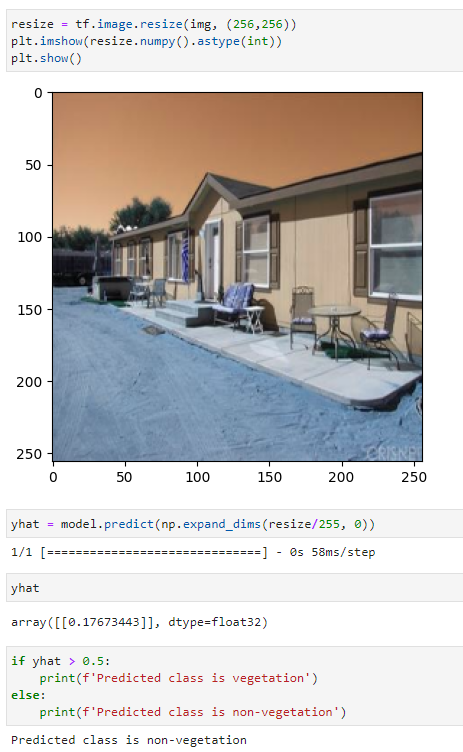 resize = tf.image.resize(img, (256,256))
plt.imshow(resize.numpy().astype(int))
plt.show()
0
50
100
150
200
250
0 50 100 150 200 250
yhat = model.predict(np.expand_dims(resize/255, 0))
1/1 [==============================] - 0s 58ms/step
yhat
array([[0.17673443]], dtype=float32)
if yhat > 0.5:
    print(f'Predicted class is vegetation')
else:
    print(f'Predicted class is non-vegetation')
Predicted class is non-vegetation